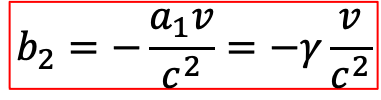 b₂ = −a₁v/c² = −γ v/c²